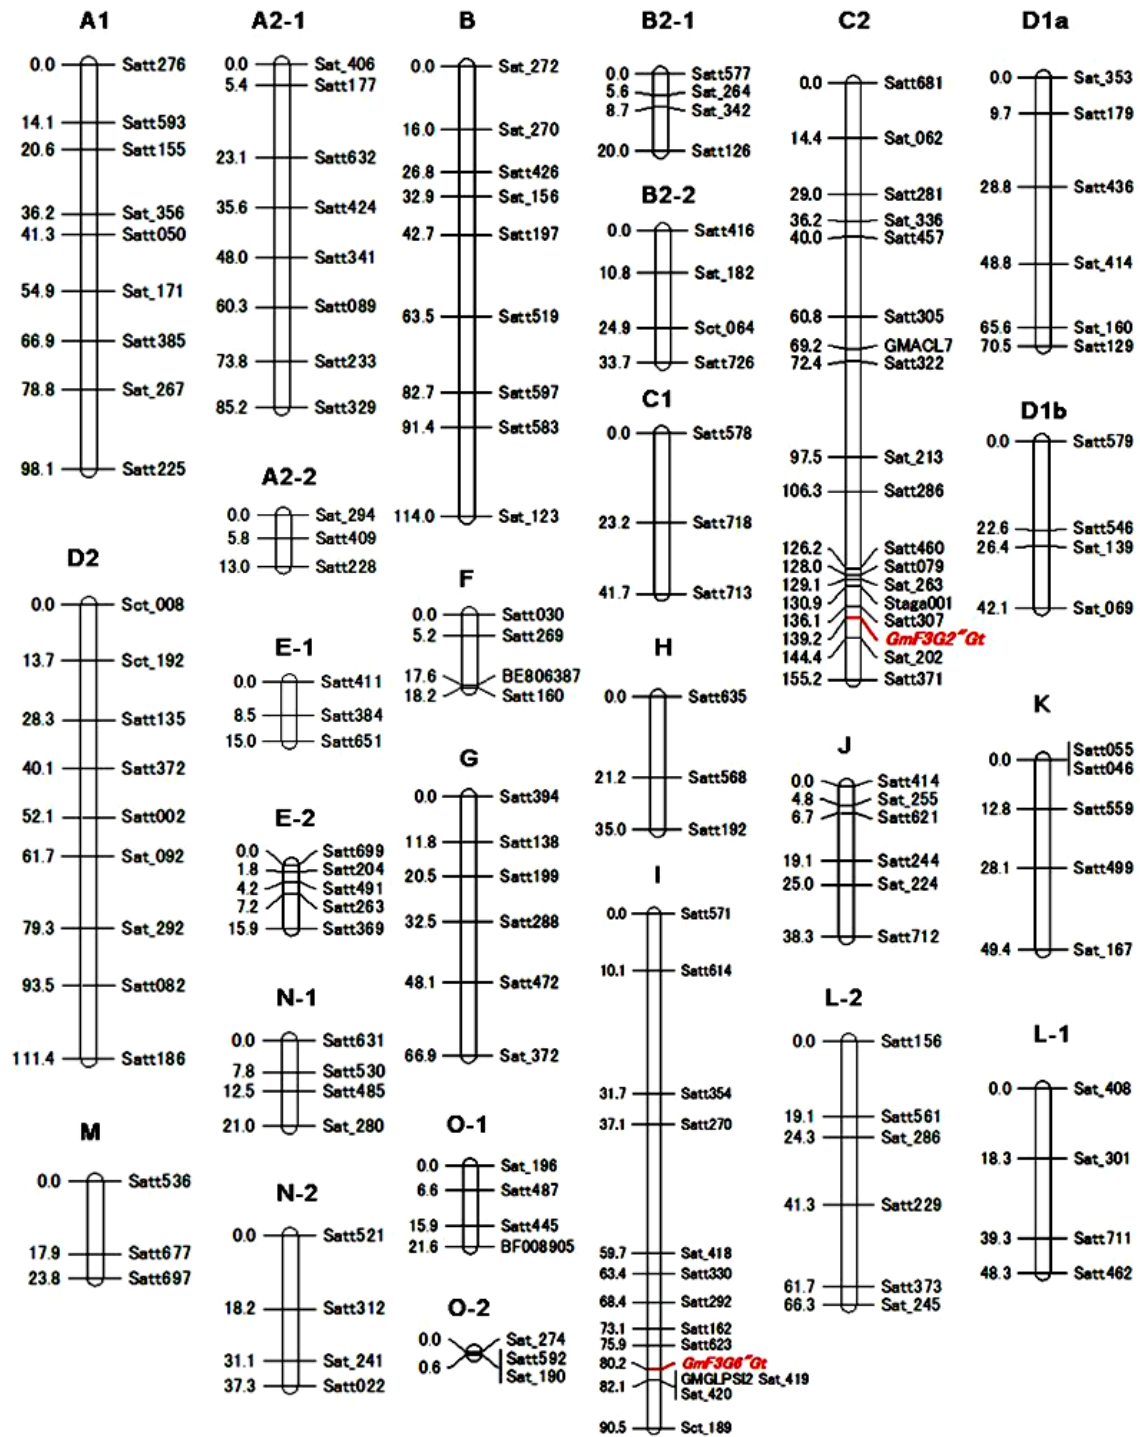 A1
0.0 Satt276
14.1 Satt593
20.6 Satt155
36.2 Sat_356
41.3 Satt050
54.9 Sat_171
66.9 Satt385
78.8 Sat_267
98.1 Satt225
D2
0.0 Sct_008
13.7 Sct_192
28.3 Satt135
40.1 Satt372
52.1 Satt002
61.7 Sat_092
79.3 Sat_292
93.5 Satt082
111.4 Satt186
M
0.0 Satt536
17.9 Satt677
23.8 Satt697
A2-1
0.0 Sat_406
5.4 Satt177
23.1 Satt632
35.6 Satt424
48.0 Satt341
60.3 Satt089
73.8 Satt233
85.2 Satt329
A2-2
0.0 Sat_294
5.8 Satt409
13.0 Satt228
E-1
0.0 Satt411
8.5 Satt384
15.0 Satt651
E-2
0.0 Satt699
1.8 Satt204
4.2 Satt491
7.2 Satt263
15.9 Satt369
N-1
0.0 Satt631
7.8 Satt530
12.5 Satt485
21.0 Sat_280
N-2
0.0 Satt521
18.2 Satt312
31.1 Sat_241
37.3 Satt022
B
0.0 Sat_272
16.0 Sat_270
26.8 Satt426
32.9 Sat_156
42.7 Satt197
63.5 Satt519
82.7 Satt597
91.4 Satt583
114.0 Sat_123
F
0.0 Satt030
5.2 Satt269
17.6 BE806387
18.2 Satt160
G
0.0 Satt394
11.8 Satt138
20.5 Satt199
32.5 Satt288
48.1 Satt472
66.9 Sat_372
O-1
0.0 Sat_196
6.6 Satt487
15.9 Satt445
21.6 BF008905
O-2
0.0 Sat_274
0.6 Satt592
Sat_190
B2-1
0.0 Satt577
5.6 Sat_264
8.7 Sat_342
20.0 Satt126
B2-2
0.0 Satt416
10.8 Sat_182
24.9 Sct_064
33.7 Satt726
C1
0.0 Satt578
23.2 Satt718
41.7 Satt713
H
0.0 Satt635
21.2 Satt568
35.0 Satt192
I
0.0 Satt571
10.1 Satt614
31.7 Satt354
37.1 Satt270
59.7 Sat_418
63.4 Satt330
68.4 Satt292
73.1 Satt162
75.9 Satt623
80.2 GmF3G6"Gt
82.1 GMGLPSI2 Sat_419
Sat_420
90.5 Sct_189
C2
0.0 Satt681
14.4 Sat_062
29.0 Satt281
36.2 Sat_336
40.0 Satt457
60.8 Satt305
69.2 GMACL7
72.4 Satt322
97.5 Sat_213
106.3 Satt286
126.2 Satt460
128.0 Satt079
129.1 Sat_263
130.9 Staga001
136.1 Satt307
139.2 GmF3G2"Gt
144.4 Sat_202
155.2 Satt371
J
0.0 Satt414
4.8 Sat_255
6.7 Satt621
19.1 Satt244
25.0 Sat_224
38.3 Satt712
L-2
0.0 Satt156
19.1 Satt561
24.3 Sat_286
41.3 Satt229
61.7 Satt373
66.3 Sat_245
D1a
0.0 Sat_353
9.7 Satt179
28.8 Satt436
48.8 Sat_414
65.6 Sat_160
70.5 Satt129
D1b
0.0 Satt579
22.6 Satt546
26.4 Sat_139
42.1 Sat_069
K
0.0 Satt055
Satt046
12.8 Satt559
28.1 Satt499
49.4 Sat_167
L-1
0.0 Sat_408
18.3 Sat_301
39.3 Satt711
48.3 Satt462